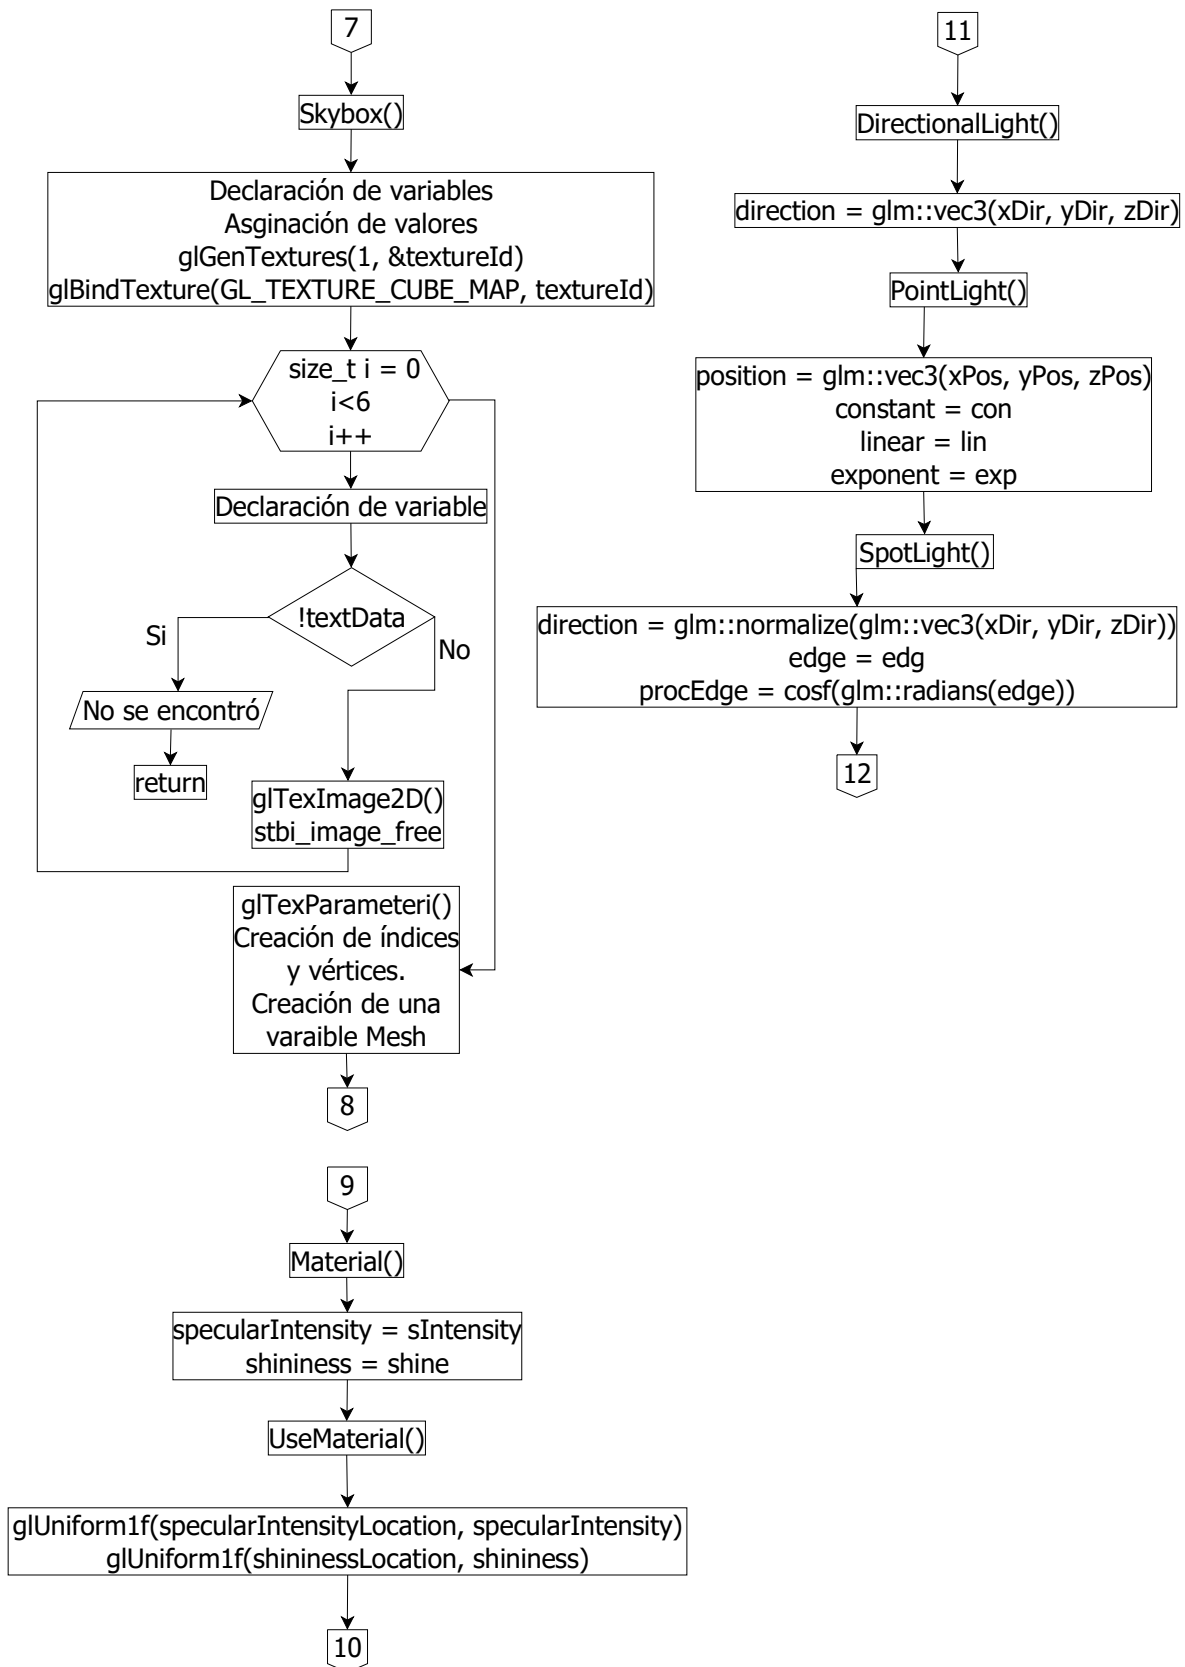 7
Skybox()
Declaración de variables
Asginación de valores
glGenTextures(1, &textureId)
glBindTexture(GL_TEXTURE_CUBE_MAP, textureId)
size_t i = 0
i<6
i++
Declaración de variable
!textData
Si
No
No se encontró
return
glTexImage2D()
stbi_image_free
glTexParameteri()
Creación de índices
y vértices.
Creación de una
varaible Mesh
8
9
Material()
specularIntensity = sIntensity
shininess = shine
UseMaterial()
glUniform1f(specularIntensityLocation, specularIntensity)
glUniform1f(shininessLocation, shininess)
10
11
DirectionalLight()
direction = glm::vec3(xDir, yDir, zDir)
PointLight()
position = glm::vec3(xPos, yPos, zPos)
constant = con
linear = lin
exponent = exp
SpotLight()
direction = glm::normalize(glm::vec3(xDir, yDir, zDir))
edge = edg
procEdge = cosf(glm::radians(edge))
12